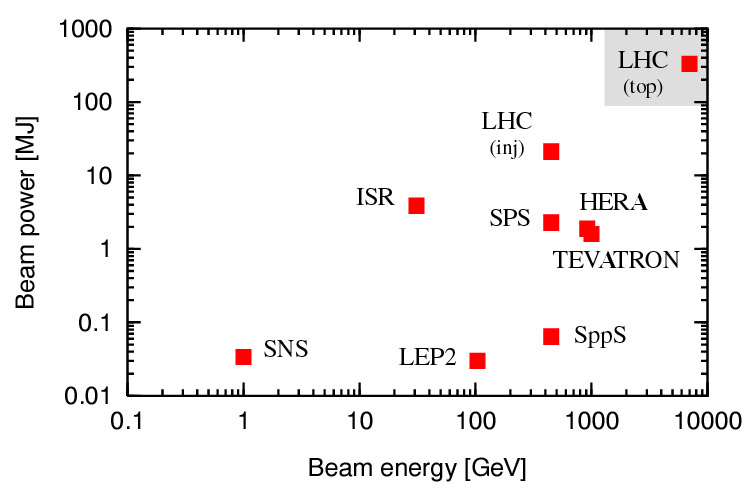 1000
100
10
1
0.1
0.01
Beam power [MJ]
LHC
(top)
LHC
(inj)
ISR
HERA
SPS
TEVATRON
SNS
LEP2
SppS
0.1
1
10
100
1000
10000
Beam energy [GeV]